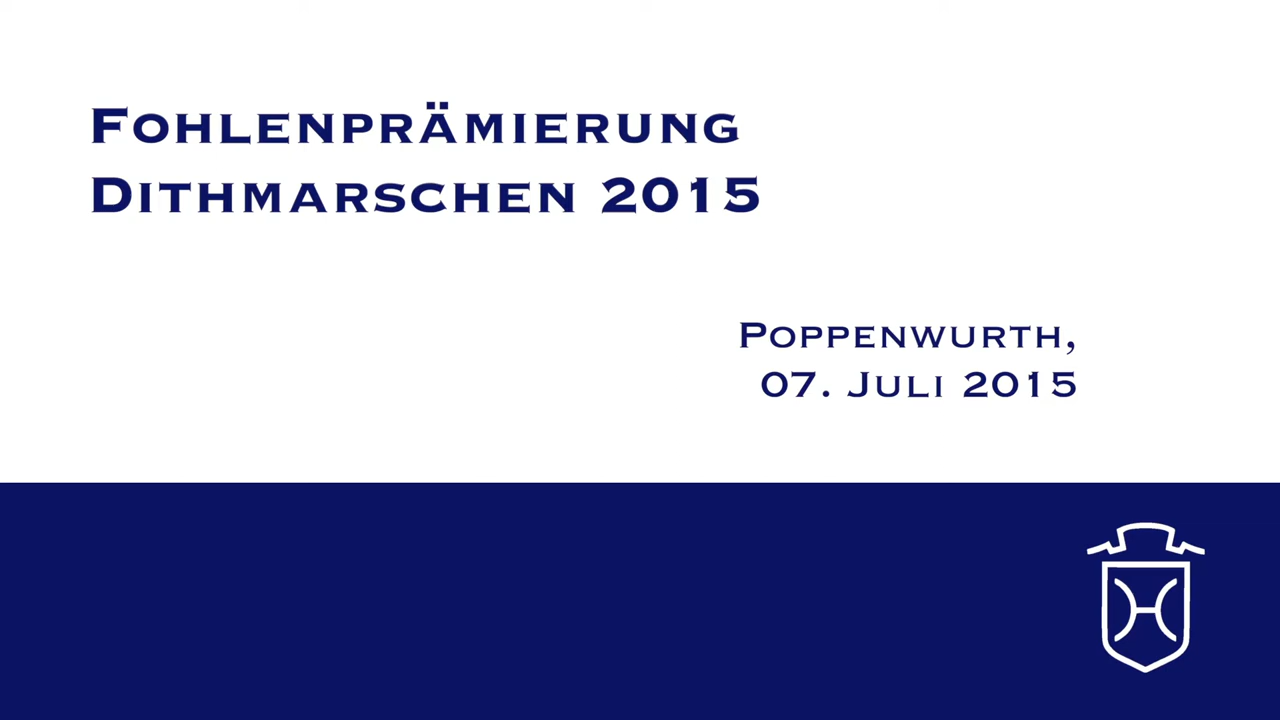 Fohlenprämierung
Dithmarschen 2015
Poppenwurth,
07. Juli 2015